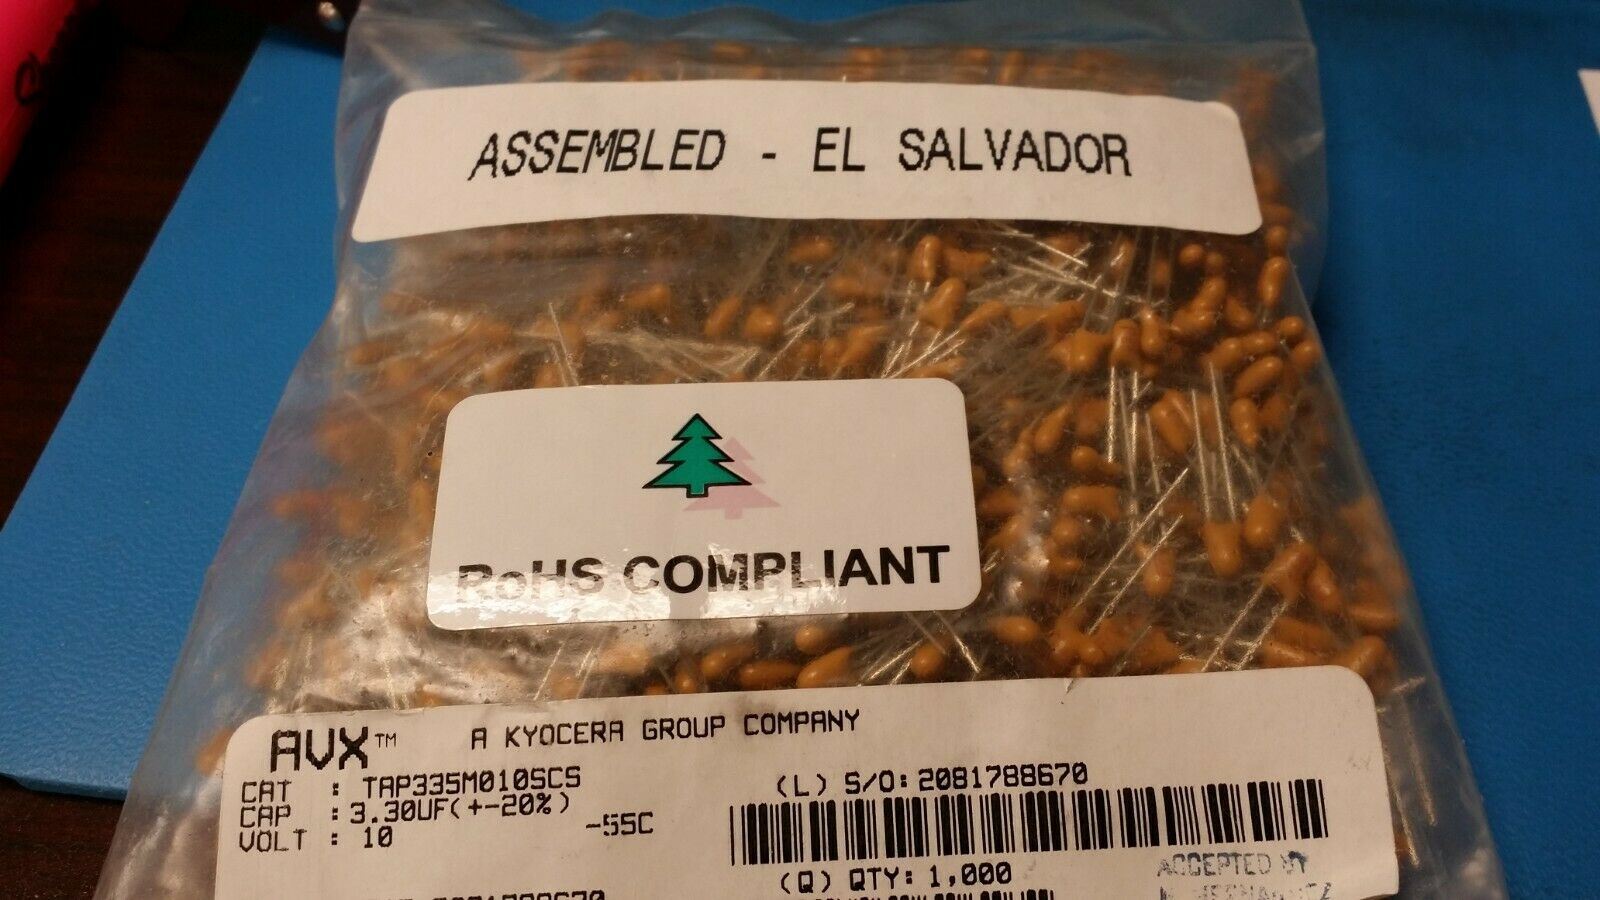 ASSEMBLED - EL SALVADOR
RoHS COMPLIANT
AVX™ A KYOCERA GROUP COMPANY
CAT : TAP335M010SCS
CAP : 3.30UF(+-20%)
VOLT : 10 -55C
(L) S/O: 2081788670
(Q) QTY: 1,000
ACCEPTED BY